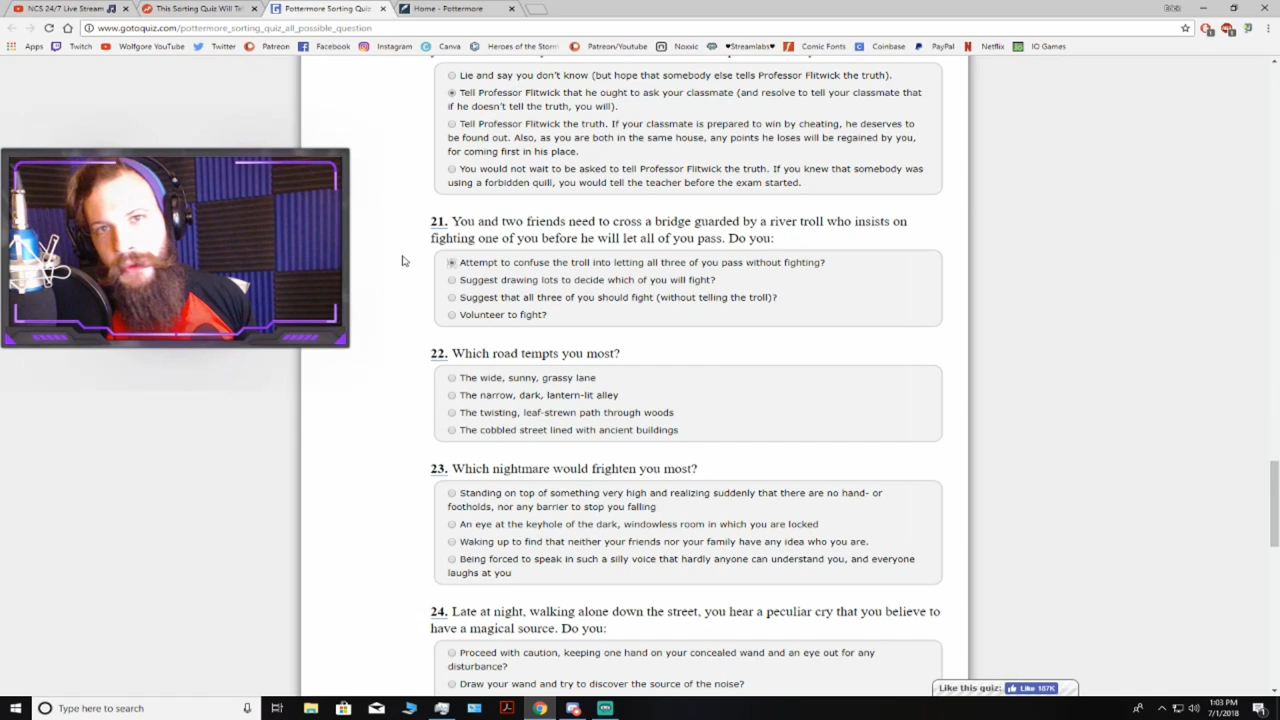 NCS 24/7 Live Stream
This Sorting Quiz Will Tel
Pottermore Sorting Quiz
Home - Pottermore
www.gotoquiz.com/pottermore_sorting_quiz_all_possible_question
Apps
Twitch
Wolfgore YouTube
Twitter
Patreon
Facebook
Instagram
Canva
Heroes of the Storm
Patreon/Youtube
Noxxic
♥Streamlabs♥
Comic Fonts
Coinbase
PayPal
Netflix
IO Games
Lie and say you don't know (but hope that somebody else tells Professor Flitwick the truth).
Tell Professor Flitwick that he ought to ask your classmate (and resolve to tell your classmate that
if he doesn't tell the truth, you will).
Tell Professor Flitwick the truth. If your classmate is prepared to win by cheating, he deserves to
be found out. Also, as you are both in the same house, any points he loses will be regained by you,
for coming first in his place.
You would not wait to be asked to tell Professor Flitwick the truth. If you knew that somebody was
using a forbidden quill, you would tell the teacher before the exam started.
21. You and two friends need to cross a bridge guarded by a river troll who insists on
fighting one of you before he will let all of you pass. Do you:
Attempt to confuse the troll into letting all three of you pass without fighting?
Suggest drawing lots to decide which of you will fight?
Suggest that all three of you should fight (without telling the troll)?
Volunteer to fight?
22. Which road tempts you most?
The wide, sunny, grassy lane
The narrow, dark, lantern-lit alley
The twisting, leaf-strewn path through woods
The cobbled street lined with ancient buildings
23. Which nightmare would frighten you most?
Standing on top of something very high and realizing suddenly that there are no hand- or
footholds, nor any barrier to stop you falling
An eye at the keyhole of the dark, windowless room in which you are locked
Waking up to find that neither your friends nor your family have any idea who you are.
Being forced to speak in such a silly voice that hardly anyone can understand you, and everyone
laughs at you
24. Late at night, walking alone down the street, you hear a peculiar cry that you believe to
have a magical source. Do you:
Proceed with caution, keeping one hand on your concealed wand and an eye out for any
disturbance?
Draw your wand and try to discover the source of the noise?
Like this quiz: Like 187K
Type here to search
1:03 PM
7/1/2018